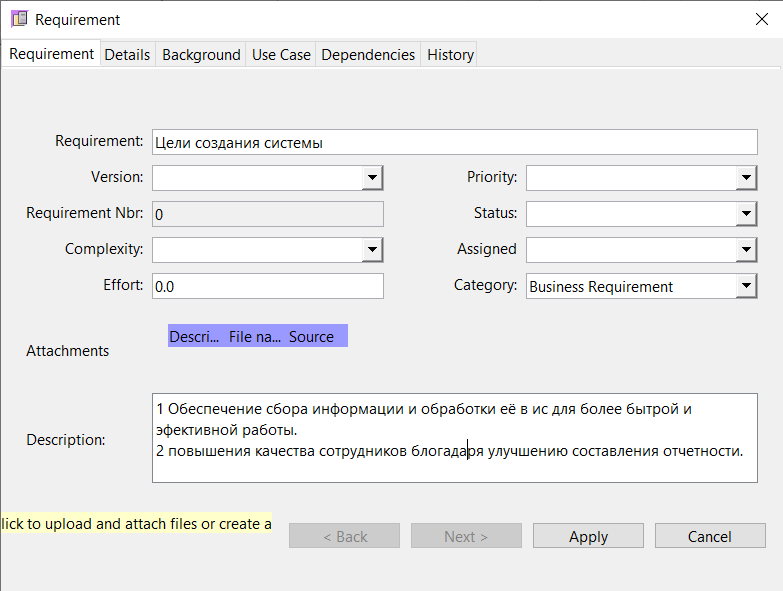 Requirement
Requirement Details Background Use Case Dependencies History
Requirement: Цели создания системы
Version: Priority:
Requirement Nbr: 0 Status:
Complexity: Assigned
Effort: 0.0 Category: Business Requirement
Descri... File na... Source
Attachments
1 Обеспечение сбора информации и обработки её в ис для более бытрой и
эфективной работы.
Description:
2 повышения качества сотрудников блогадаря улучшению составления отчетности.
lick to upload and attach files or create a
< Back Next > Apply Cancel